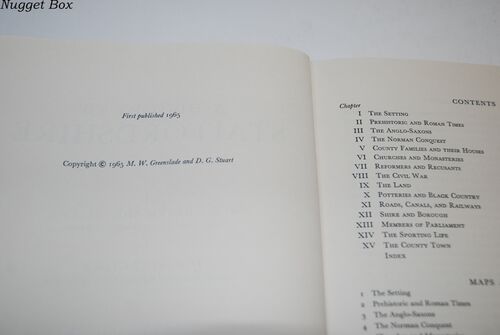 Nugget Box
First published 1965
Copyright © 1965 M. W. Greenslade and D. G. Stuart
CONTENTS
Chapter
I The Setting
II Prehistoric and Roman Times
III The Anglo-Saxons
IV The Norman Conquest
V County Families and their Houses
VI Churches and Monasteries
VII Reformers and Recusants
VIII The Civil War
IX The Land
X Potteries and Black Country
XI Roads, Canals, and Railways
XII Shire and Borough
XIII Members of Parliament
XIV The Sporting Life
XV The County Town
Index
MAPS
1 The Setting
2 Prehistoric and Roman Times
3 The Anglo-Saxons
4 The Norman Conquest